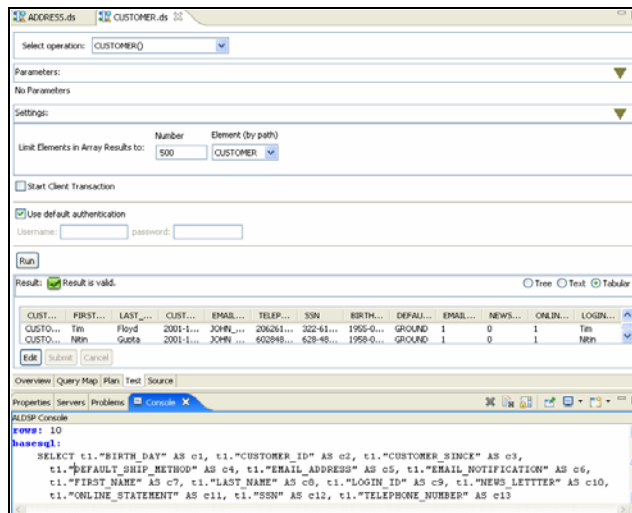 ADDRESS.ds CUSTOMER.ds
Select operation: CUSTOMER()
Parameters:
No Parameters
Settings:
Number Element (by path)
Limit Elements in Array Results to: 500 CUSTOMER
Start Client Transaction
Use default authentication
Username: password:
Run
Result: Result is valid. Tree Text Tabular
CUST... FIRST... LAST_... CUST... EMAIL... TELEP... SSN BIRTH... DEFAU... EMAIL... NEWS... ONLIN... LOGIN...
CUSTO... Tim Floyd 2001-1... JOHN_... 206261... 322-61... 1955-0... GROUND 1 0 1 Tim
CUSTO... Nitin Gupta 2001-1... JOHN_... 602848... 628-48... 1958-0... GROUND 1 0 1 Nitin
Edit Submit Cancel
Overview Query Map Plan Test Source
Properties Servers Problems Console
ALDSP Console
rows: 10
basesql:
SELECT t1."BIRTH_DAY" AS c1, t1."CUSTOMER_ID" AS c2, t1."CUSTOMER_SINCE" AS c3,
t1."DEFAULT_SHIP_METHOD" AS c4, t1."EMAIL_ADDRESS" AS c5, t1."EMAIL_NOTIFICATION" AS c6,
t1."FIRST_NAME" AS c7, t1."LAST_NAME" AS c8, t1."LOGIN_ID" AS c9, t1."NEWS_LETTTER" AS c10,
t1."ONLINE_STATEMENT" AS c11, t1."SSN" AS c12, t1."TELEPHONE_NUMBER" AS c13